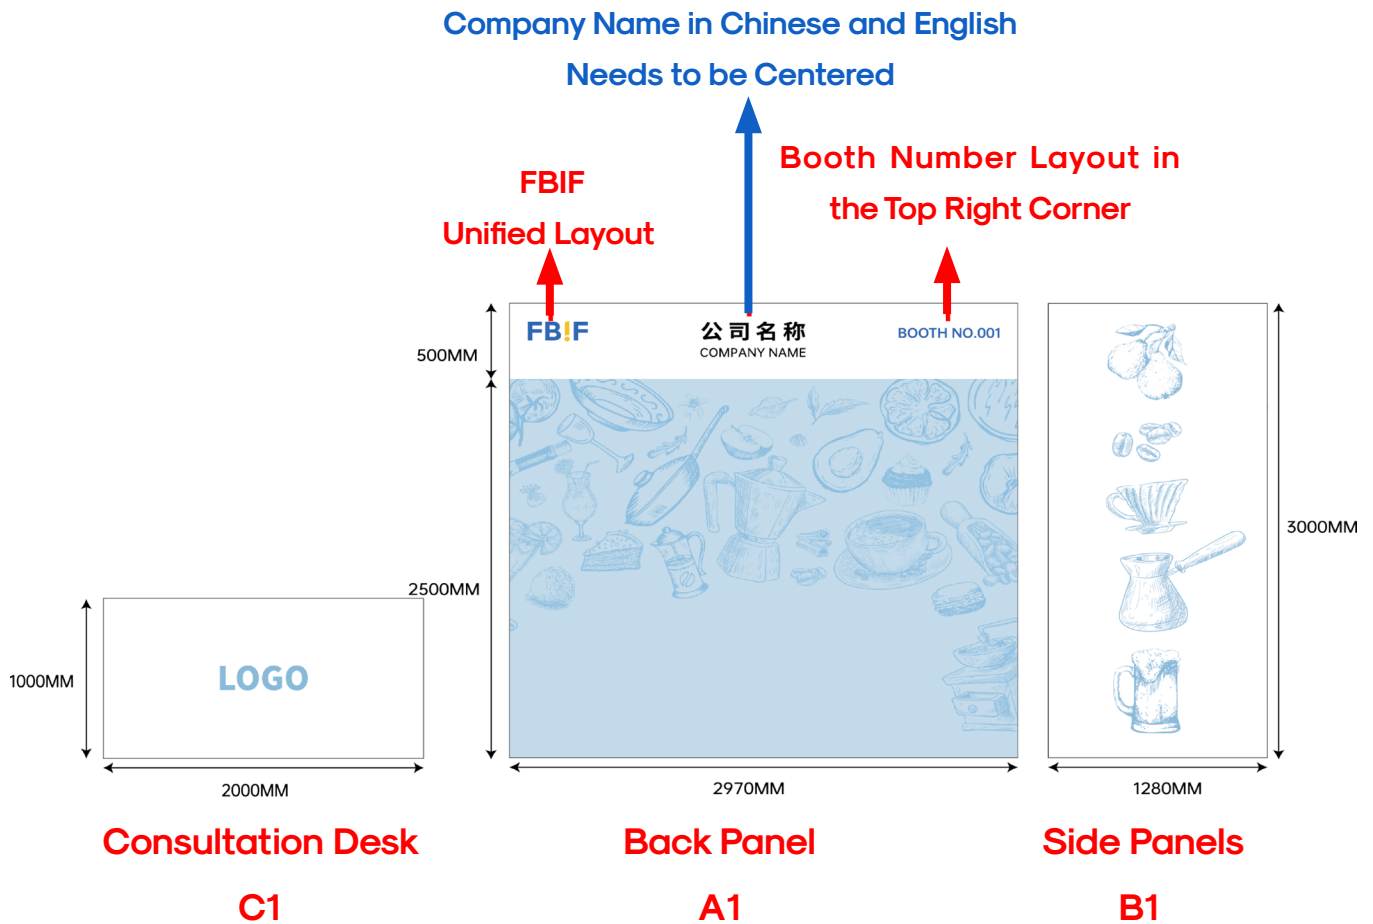 Company Name in Chinese and English
Needs to be Centered
Booth Number Layout in
the Top Right Corner
FBIF
Unified Layout
FB!F
公司名称
COMPANY NAME
BOOTH NO.001
500MM
2500MM
3000MM
1000MM
LOGO
2000MM
2970MM
1280MM
Consultation Desk
Back Panel
Side Panels
C1
A1
B1